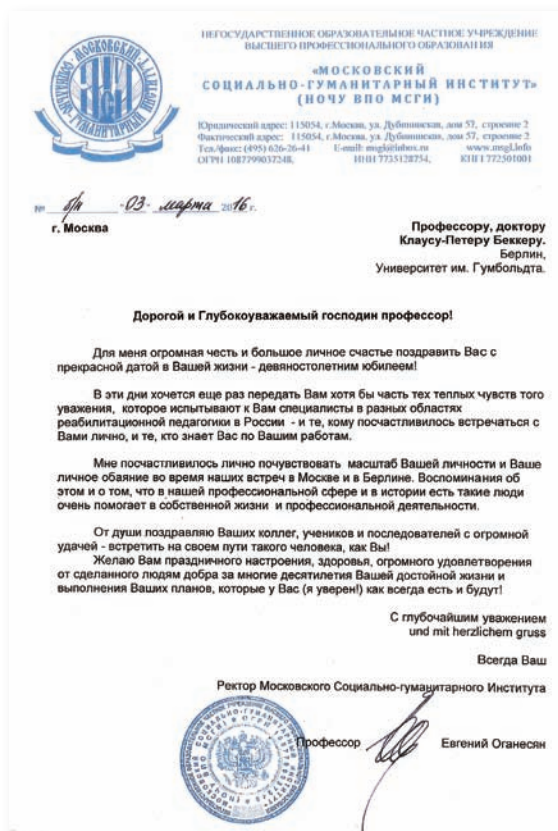 НЕГОСУДАРСТВЕННОЕ ОБРАЗОВАТЕЛЬНОЕ ЧАСТНОЕ УЧРЕЖДЕНИЕ
ВЫСШЕГО ПРОФЕССИОНАЛЬНОГО ОБРАЗОВАНИЯ
«МОСКОВСКИЙ
СОЦИАЛЬНО-ГУМАНИТАРНЫЙ ИНСТИТУТ»
(НОЧУ ВПО МСГИ)
Юридический адрес: 115054, г.Москва, ул. Дубининская, дом 57, строение 2
Фактический адрес: 115054, г.Москва, ул. Дубининская, дом 57, строение 2
Тел./факс: (495) 626-26-41 E-mail: msgi@inbox.ru www.msgI.info
ОГРН 1087799037248, ИНН 7735128754, КПП 772501001
МОСКОВСКИЙ СОЦИАЛЬНО-ГУМАНИТАРНЫЙ ИНСТИТУТ
МСГИ
№ б/н -03- марта 2016 г.
г. Москва
Профессору, доктору
Клаусу-Петеру Беккеру.
Берлин,
Университет им. Гумбольдта.
Дорогой и Глубокоуважаемый господин профессор!
Для меня огромная честь и большое личное счастье поздравить Вас с
прекрасной датой в Вашей жизни - девяностолетним юбилеем!
В эти дни хочется еще раз передать Вам хотя бы часть тех теплых чувств того
уважения, которое испытывают к Вам специалисты в разных областях
реабилитационной педагогики в России - и те, кому посчастливилось встречаться с
Вами лично, и те, кто знает Вас по Вашим работам.
Мне посчастливилось лично почувствовать масштаб Вашей личности и Ваше
личное обаяние во время наших встреч в Москве и в Берлине. Воспоминания об
этом и о том, что в нашей профессиональной сфере и в истории есть такие люди
очень помогает в собственной жизни и профессиональной деятельности.
От души поздравляю Ваших коллег, учеников и последователей с огромной
удачей - встретить на своем пути такого человека, как Вы!
Желаю Вам праздничного настроения, здоровья, огромного удовлетворения
от сделанного людям добра за многие десятилетия Вашей достойной жизни и
выполнения Ваших планов, которые у Вас (я уверен!) как всегда есть и будут!
С глубочайшим уважением
und mit herzlichem gruss
Всегда Ваш
Ректор Московского Социально-гуманитарного Института
Профессор Евгений Оганесян